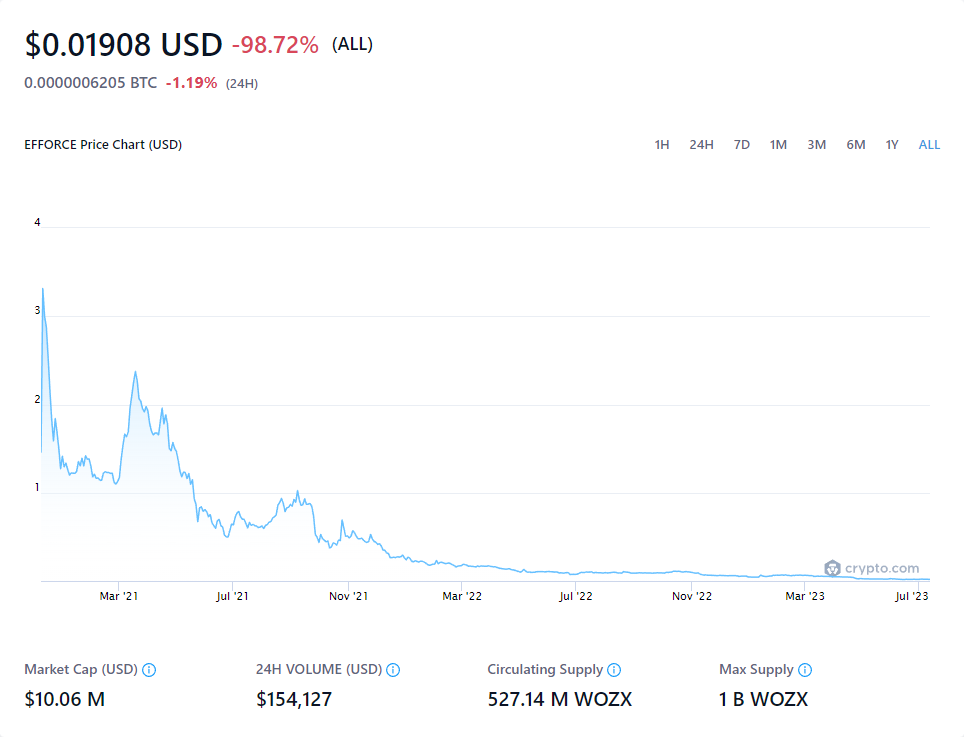 $0.01908 USD -98.72% (ALL)
0.0000006205 BTC -1.19% (24H)
EFFORCE Price Chart (USD) 1H 24H 7D 1M 3M 6M 1Y ALL
4
3
2
1
crypto.com
Mar '21 Jul '21 Nov '21 Mar '22 Jul '22 Nov '22 Mar '23 Jul '23
Market Cap (USD) 24H VOLUME (USD) Circulating Supply Max Supply
$10.06 M $154,127 527.14 M WOZX 1 B WOZX